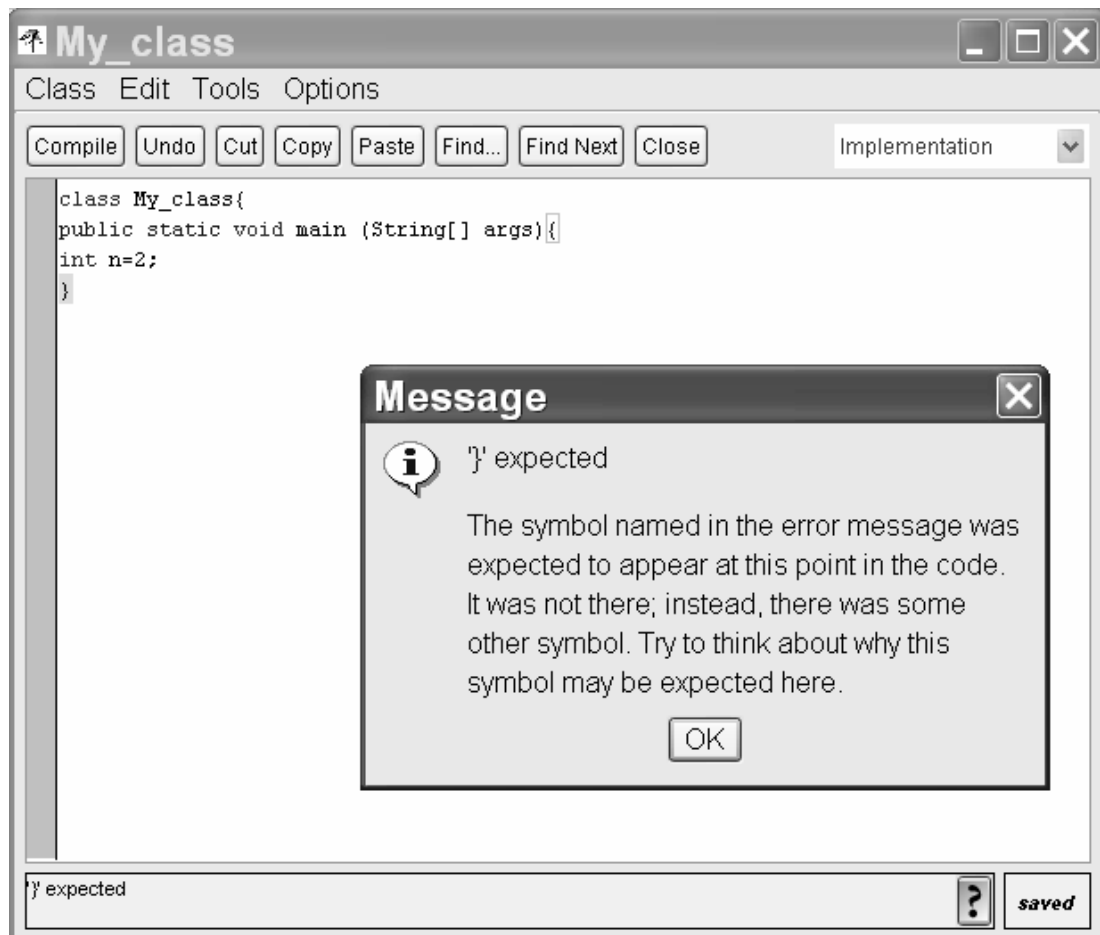 My_class
Class Edit Tools Options
Compile Undo Cut Copy Paste Find... Find Next Close Implementation
class My_class{
public static void main (String[] args){
int n=2;
}
Message
'}' expected
The symbol named in the error message was
expected to appear at this point in the code.
It was not there; instead, there was some
other symbol. Try to think about why this
symbol may be expected here.
OK
'}' expected ? saved